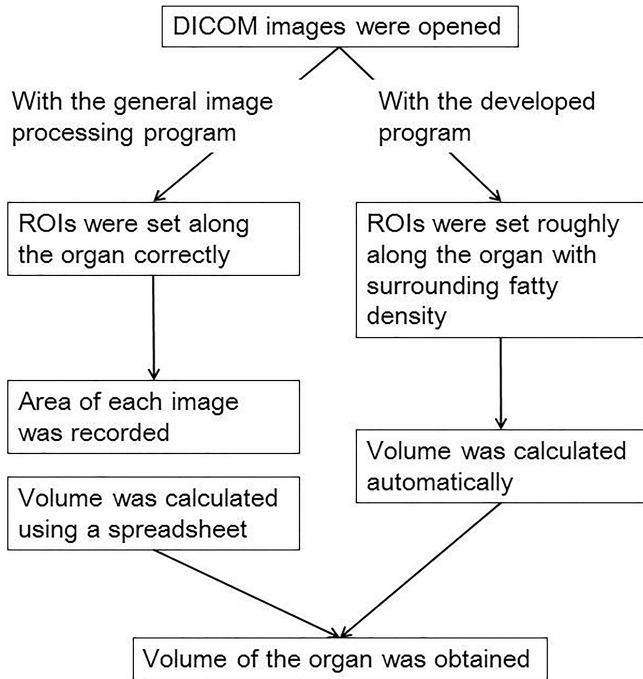 DICOM images were opened
With the general image
processing program
With the developed
program
ROIs were set along
the organ correctly
ROIs were set roughly
along the organ with
surrounding fatty
density
Area of each image
was recorded
Volume was calculated
automatically
Volume was calculated
using a spreadsheet
Volume of the organ was obtained